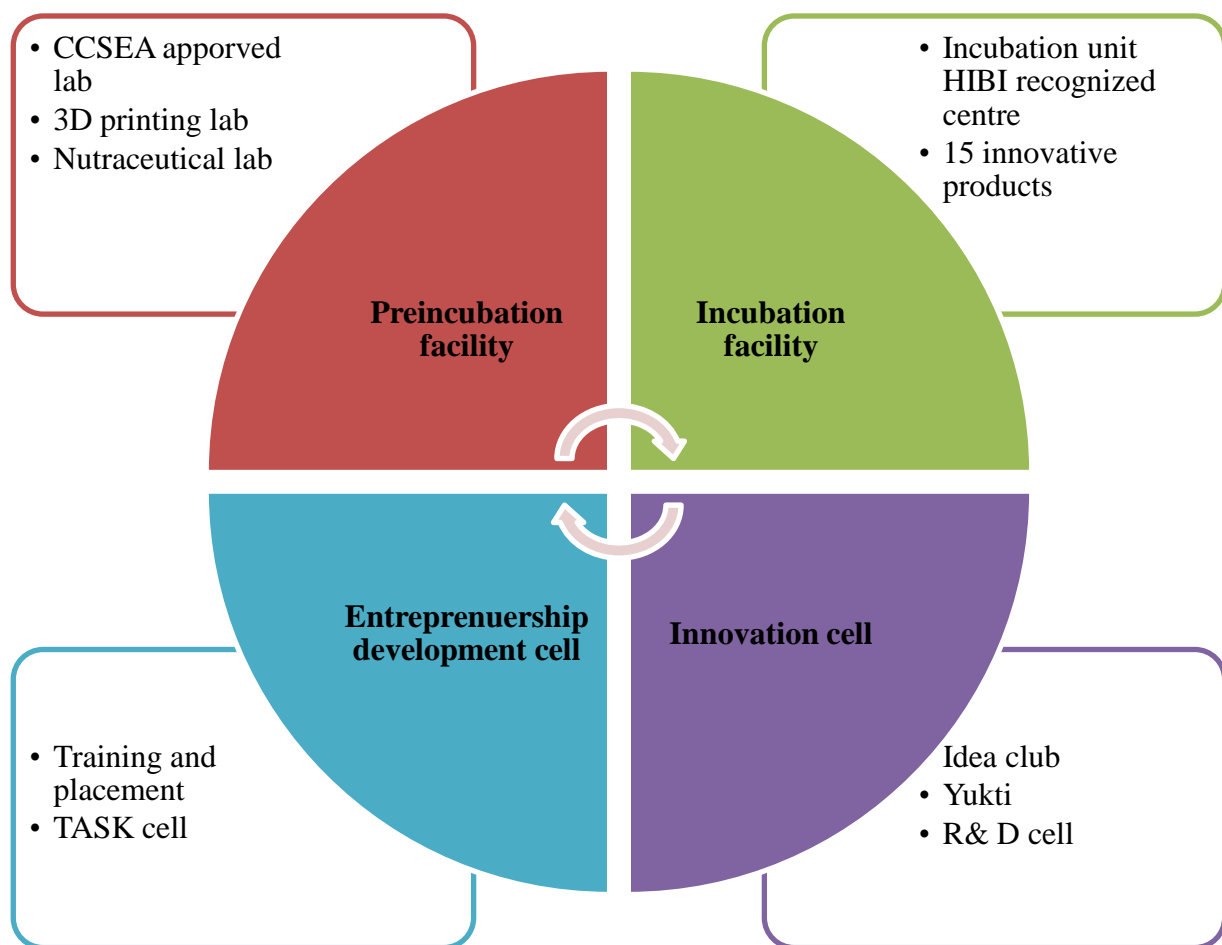 • CCSEA apporved
lab
• 3D printing lab
• Nutraceutical lab
• Incubation unit
HIBI recognized
centre
• 15 innovative
products
Preincubation
facility
Incubation
facility
Entreprenuership
development cell
Innovation cell
• Training and
placement
• TASK cell
Idea club
• Yukti
• R& D cell